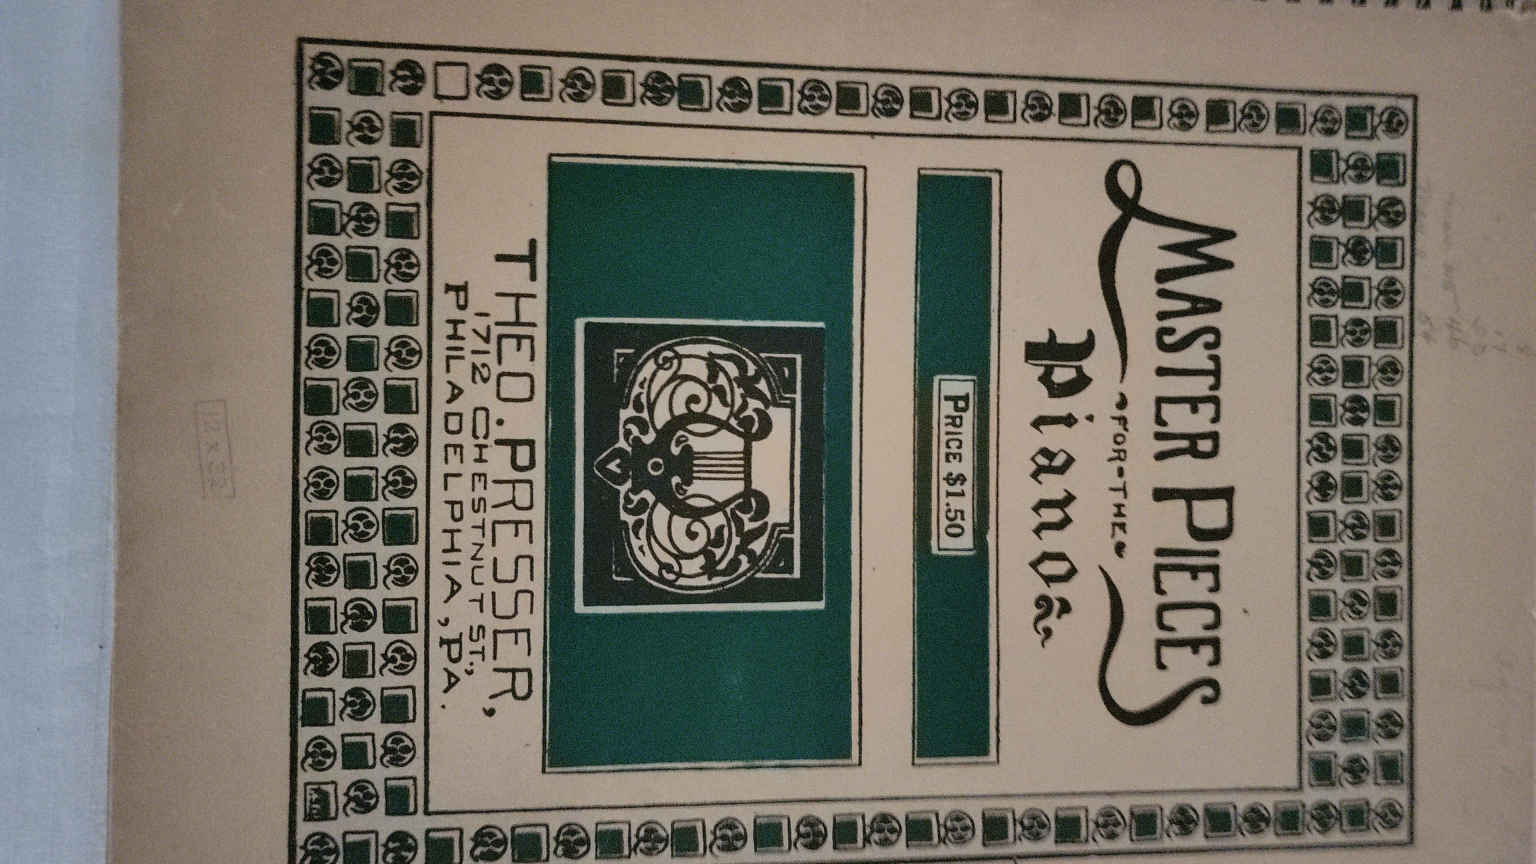 MASTER PIECES
FOR-THE
Piano
PRICE $1.50
THEO. PRESSER,
1712 CHESTNUT ST.,
PHILADELPHIA, PA.